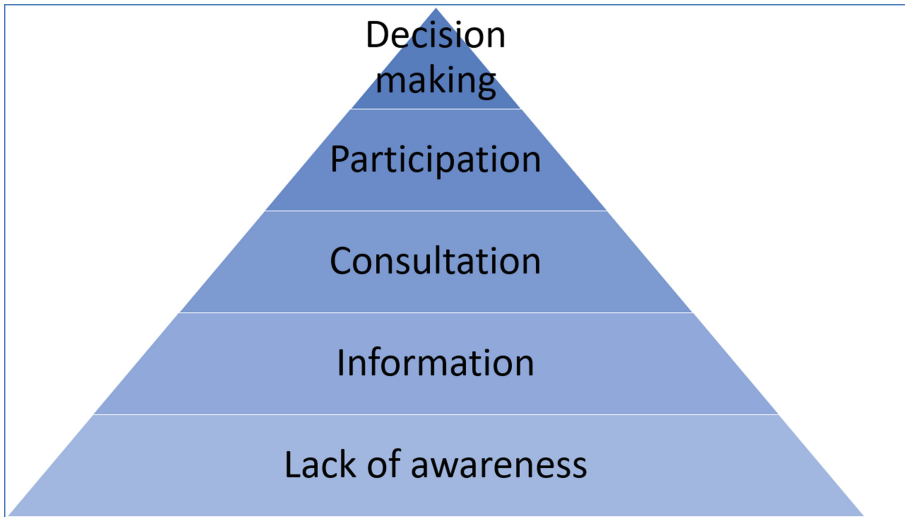 Decision
making
Participation
Consultation
Information
Lack of awareness